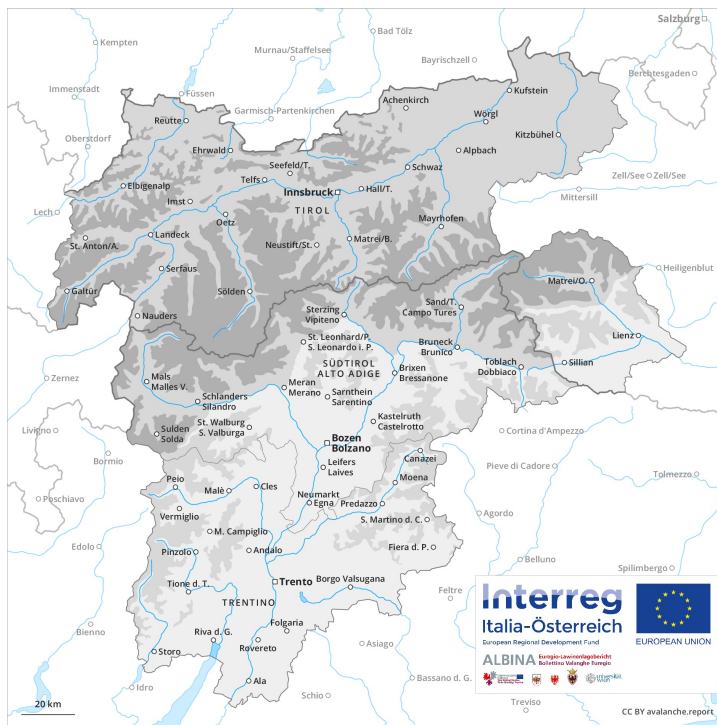 Salzburg
Bad Tölz
Kempten
Murnau/Staffelsee
Bayrischzell
Berchtesgaden
Immenstadt
Füssen
Garmisch-Partenkirchen
Achenkirch
Kufstein
Reutte
Wörgl
Oberstdorf
Ehrwald
Kitzbühel
Seefeld/T.
Alpbach
Telfs
Schwaz
Zell/See
Zell/See
Elbigenalp
Innsbruck
Hall/T.
Mittersill
Imst
TIROL
Lech
Oetz
Mayrhofen
St. Anton/A.
Landeck
Neustift/St.
Matrei/B.
Serfaus
Heiligenblut
Galtür
Sölden
Matrei/O.
Nauders
Sterzing
Vipiteno
Sand/T.
Campo Tures
Lienz
St. Leonhard/P.
S. Leonardo i. P.
Bruneck
Brunico
SÜDTIROL
ALTO ADIGE
Brixen
Bressanone
Toblach
Dobbiaco
Sillian
Zernez
Mals
Malles V.
Meran
Merano
Schlanders
Silandro
Sarnthein
Sarentino
Kastelruth
Castelrotto
St. Walburg
S. Valburga
Sulden
Solda
Livigno
Cortina d'Ampezzo
Bozen
Bolzano
Bormio
Canazei
Pieve di Cadore
Leifers
Laives
Tolmezzo
Peio
Malè
Cles
Moena
Poschiavo
Neumarkt
Egna
Predazzo
Vermiglio
Agordo
S. Martino d. C.
M. Campiglio
Edolo
Pinzolo
Andalo
Fiera d. P.
Belluno
Spilimbergo
Trento
Tione d. T.
Borgo Valsugana
Feltre
TRENTINO
Folgaria
Bienno
Riva d. G.
Rovereto
Asiago
Storo
Bassano d. G.
Idro
Ala
Schio
Treviso
20 km
Interreg
Italia-Österreich
European Regional Development Fund
EUROPEAN UNION
ALBINA
Euregio-Lawinenlagebericht
Bollettino Valanghe Euregio
universität
wien
CC BY avalanche.report